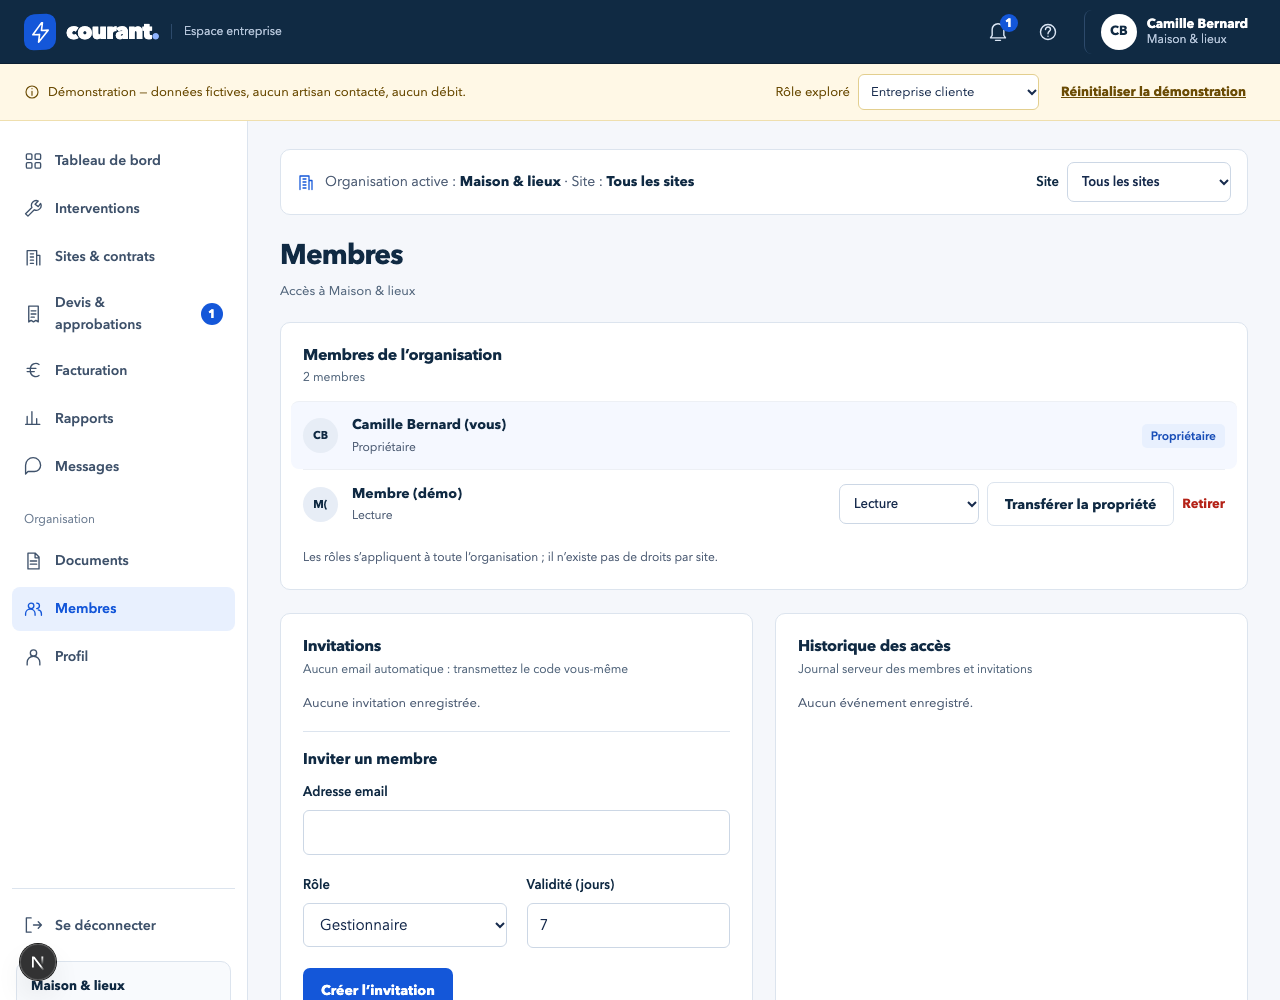 courant.
Espace entreprise
1
CB
Camille Bernard
Maison & lieux
Démonstration – données fictives, aucun artisan contacté, aucun débit.
Rôle exploré
Entreprise cliente
Réinitialiser la démonstration
Tableau de bord
Interventions
Sites & contrats
Devis &
approbations
1
Facturation
Rapports
Messages
Organisation
Documents
Membres
Profil
Se déconnecter
N
Maison & lieux
Organisation active : Maison & lieux · Site : Tous les sites
Site
Tous les sites
Membres
Accès à Maison & lieux
Membres de l’organisation
2 membres
CB
Camille Bernard (vous)
Propriétaire
Propriétaire
M(
Membre (démo)
Lecture
Lecture
Transférer la propriété
Retirer
Les rôles s’appliquent à toute l’organisation ; il n’existe pas de droits par site.
Invitations
Aucun email automatique : transmettez le code vous-même
Aucune invitation enregistrée.
Inviter un membre
Adresse email
Rôle
Validité (jours)
Gestionnaire
7
Créer l’invitation
Historique des accès
Journal serveur des membres et invitations
Aucun événement enregistré.